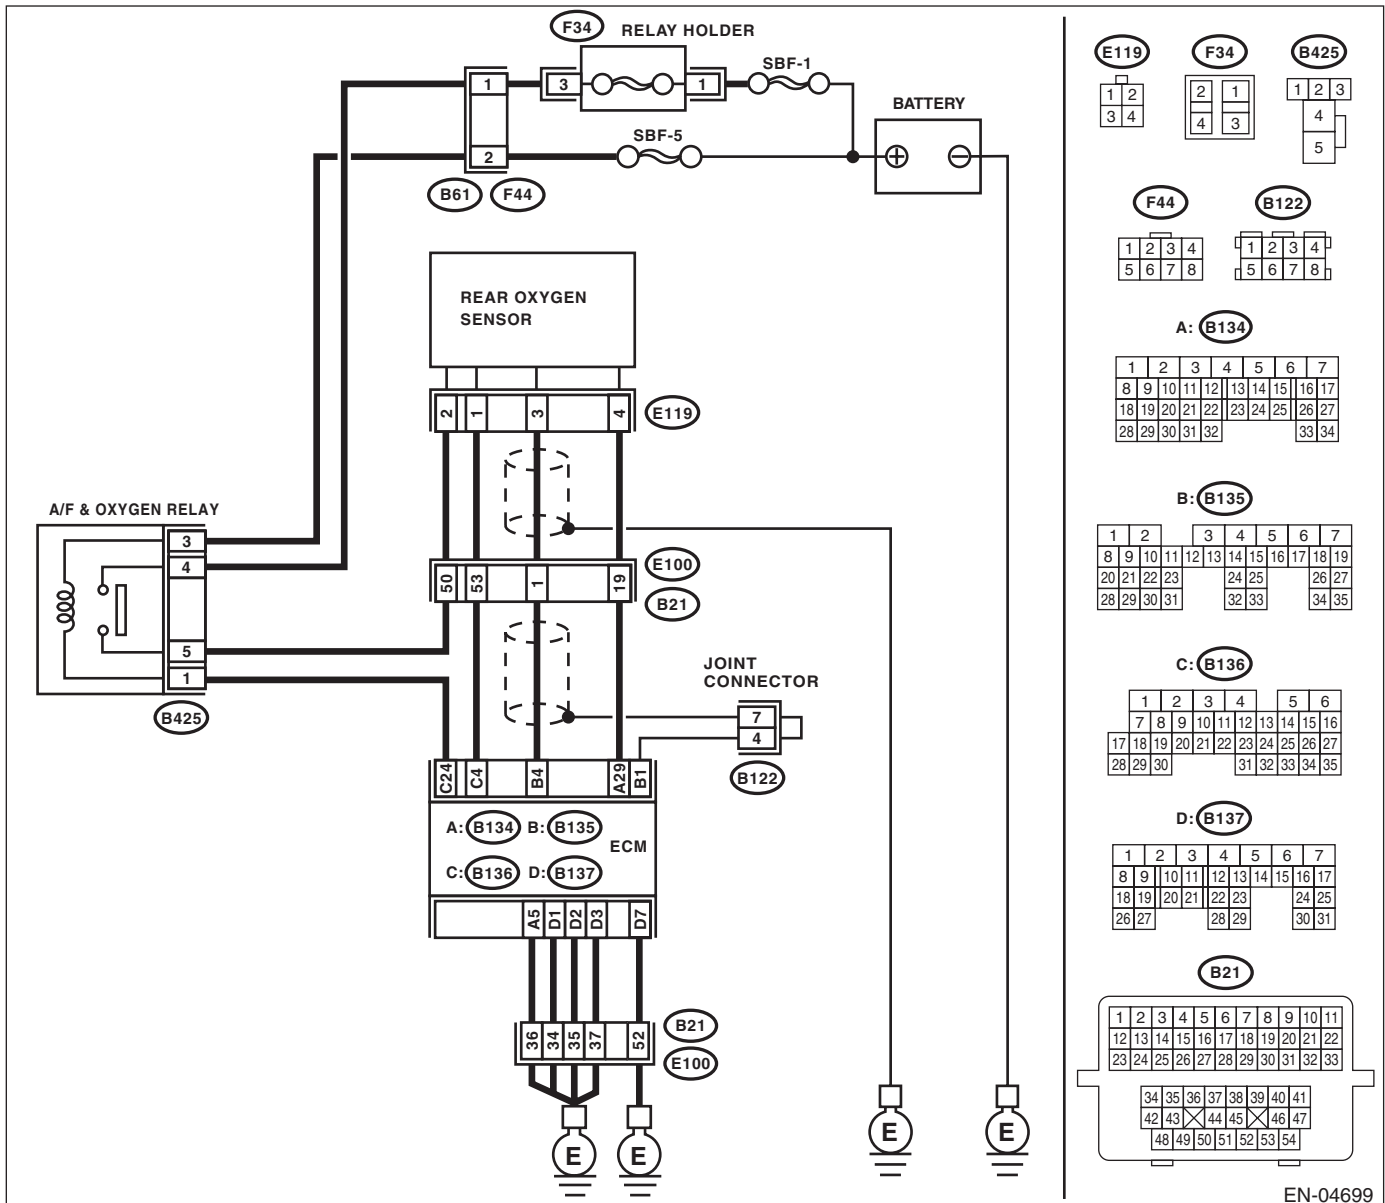 F34 RELAY HOLDER
SBF-1
1 3 1
BATTERY
SBF-5
2
B61 F44
REAR OXYGEN
SENSOR
2 1 3 4 E119
A/F & OXYGEN RELAY
3
4
5
1
B425
E100
50 53 1 19
B21
JOINT
CONNECTOR
7
4
B122
C24 C4 B4 A29 B1
A: B134 B: B135
ECM
C: B136 D: B137
A5 D1 D2 D3 D7
B21
36 34 35 37 52
E100
E E E E
E119 F34 B425
1 2
3 4
2 1
4 3
1 2 3
4
5
F44 B122
1 2 3 4
5 6 7 8
1 2 3 4
5 6 7 8
A: B134
1 2 3 4 5 6 7
8 9 10 11 12 13 14 15 16 17
18 19 20 21 22 23 24 25 26 27
28 29 30 31 32 33 34
B: B135
1 2 3 4 5 6 7
8 9 10 11 12 13 14 15 16 17 18 19
20 21 22 23 24 25 26 27
28 29 30 31 32 33 34 35
C: B136
1 2 3 4 5 6
7 8 9 10 11 12 13 14 15 16
17 18 19 20 21 22 23 24 25 26 27
28 29 30 31 32 33 34 35
D: B137
1 2 3 4 5 6 7
8 9 10 11 12 13 14 15 16 17
18 19 20 21 22 23 24 25
26 27 28 29 30 31
B21
1 2 3 4 5 6 7 8 9 10 11
12 13 14 15 16 17 18 19 20 21 22
23 24 25 26 27 28 29 30 31 32 33
34 35 36 37 38 39 40 41
42 43 44 45 46 47
48 49 50 51 52 53 54
EN-04699